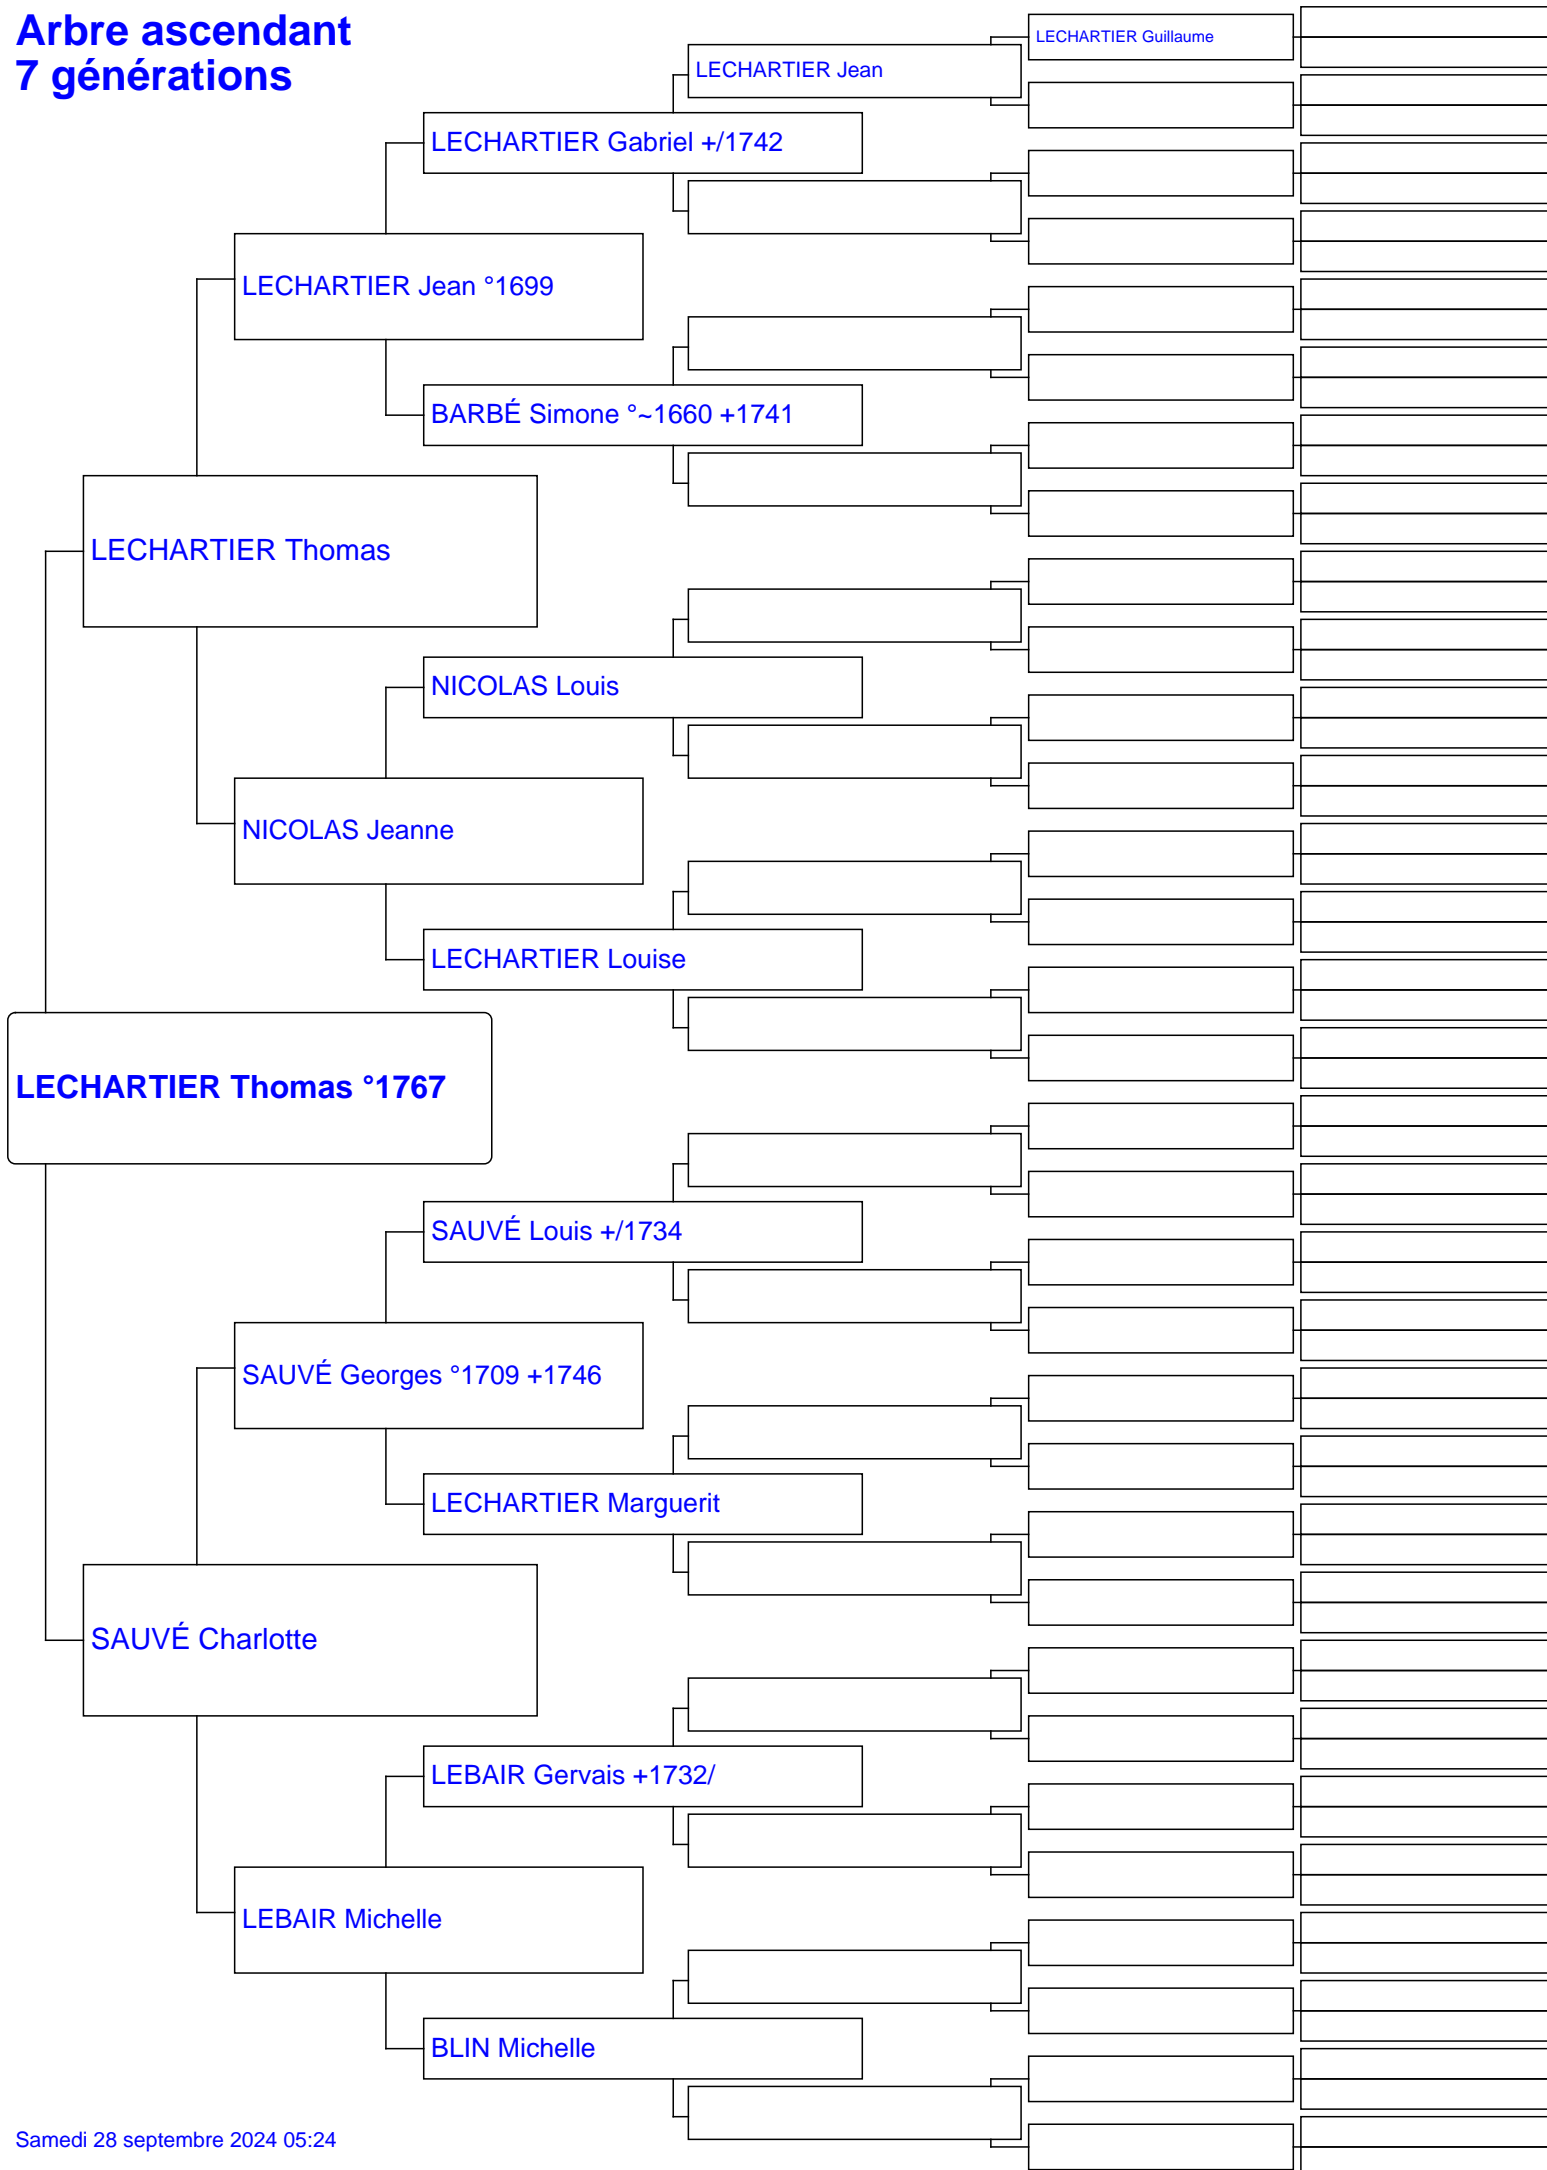 Arbre ascendant
7 générations
LECHARTIER Guillaume
LECHARTIER Jean
LECHARTIER Gabriel +/1742
LECHARTIER Jean °1699
BARBÉ Simone °~1660 +1741
LECHARTIER Thomas
NICOLAS Louis
NICOLAS Jeanne
LECHARTIER Louise
LECHARTIER Thomas °1767
SAUVÉ Louis +/1734
SAUVÉ Georges °1709 +1746
LECHARTIER Marguerit
SAUVÉ Charlotte
LEBAIR Gervais +1732/
LEBAIR Michelle
BLIN Michelle
Samedi 28 septembre 2024 05:24